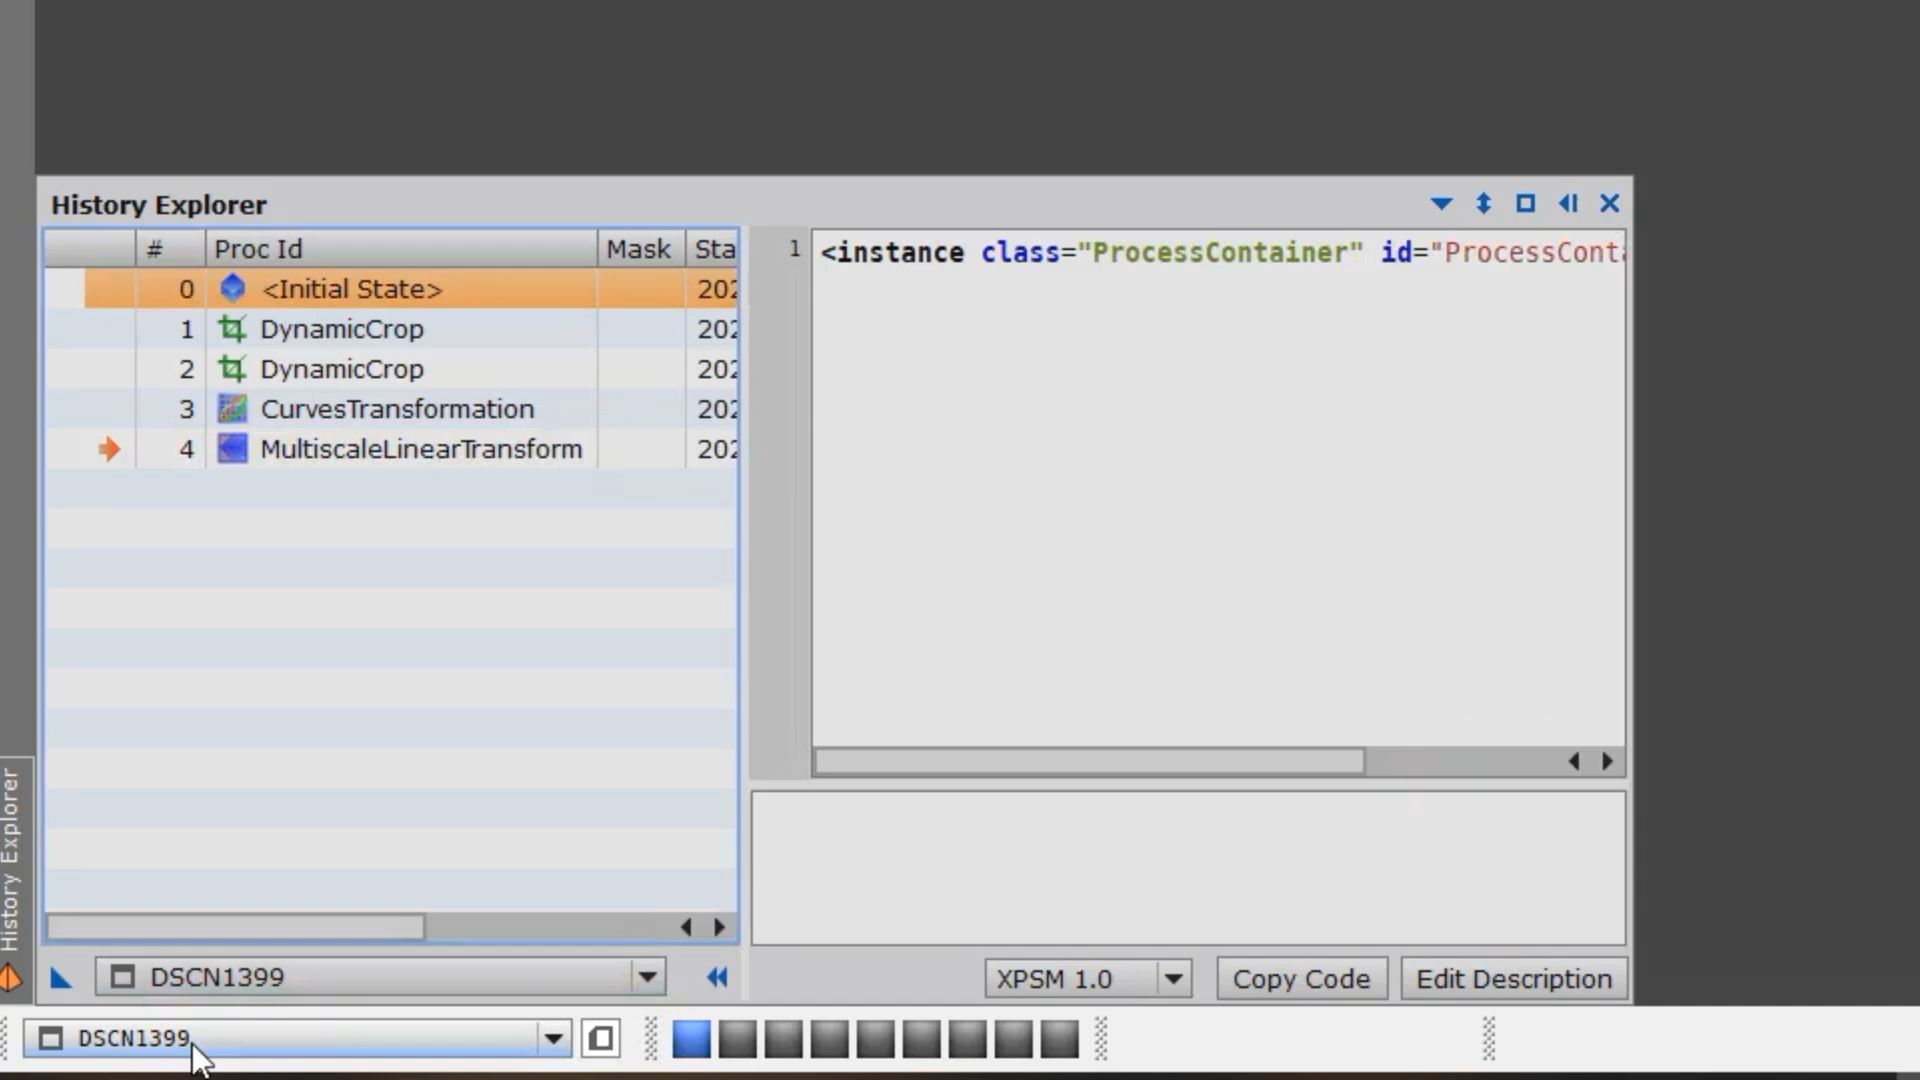 History Explorer
# Proc Id Mask Sta
0 <Initial State> 202
1 DynamicCrop 202
2 DynamicCrop 202
3 CurvesTransformation 202
4 MultiscaleLinearTransform 202
1 <instance class="ProcessContainer" id="ProcessConta
History Explorer
DSCN1399
XPSM 1.0 Copy Code Edit Description
DSCN1399